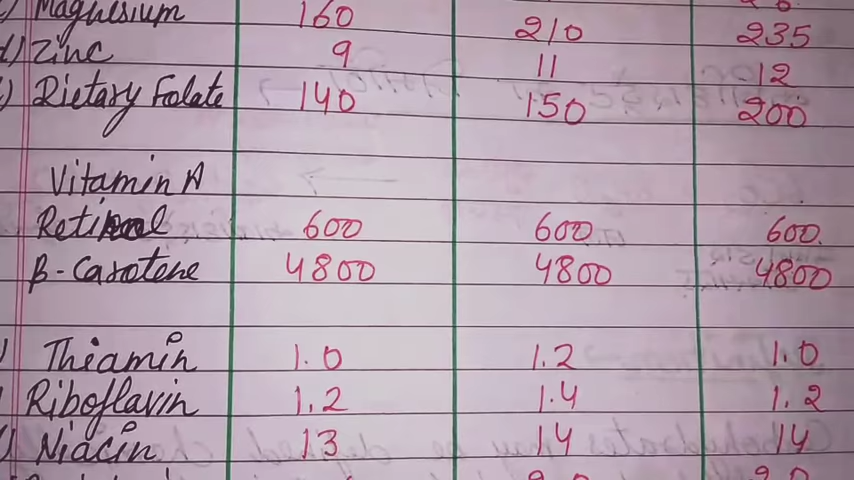 Magnesium 160 210 235
d) Zinc 9 11 12
) Dietary Folate 140 150 200
Vitamin A
Retinol 600 600 600.
β-Carotene 4800 4800 4800
) Thiamin 1.0 1.2 1.0
Riboflavin 1.2 1.4 1.2
) Niacin 13 14 14